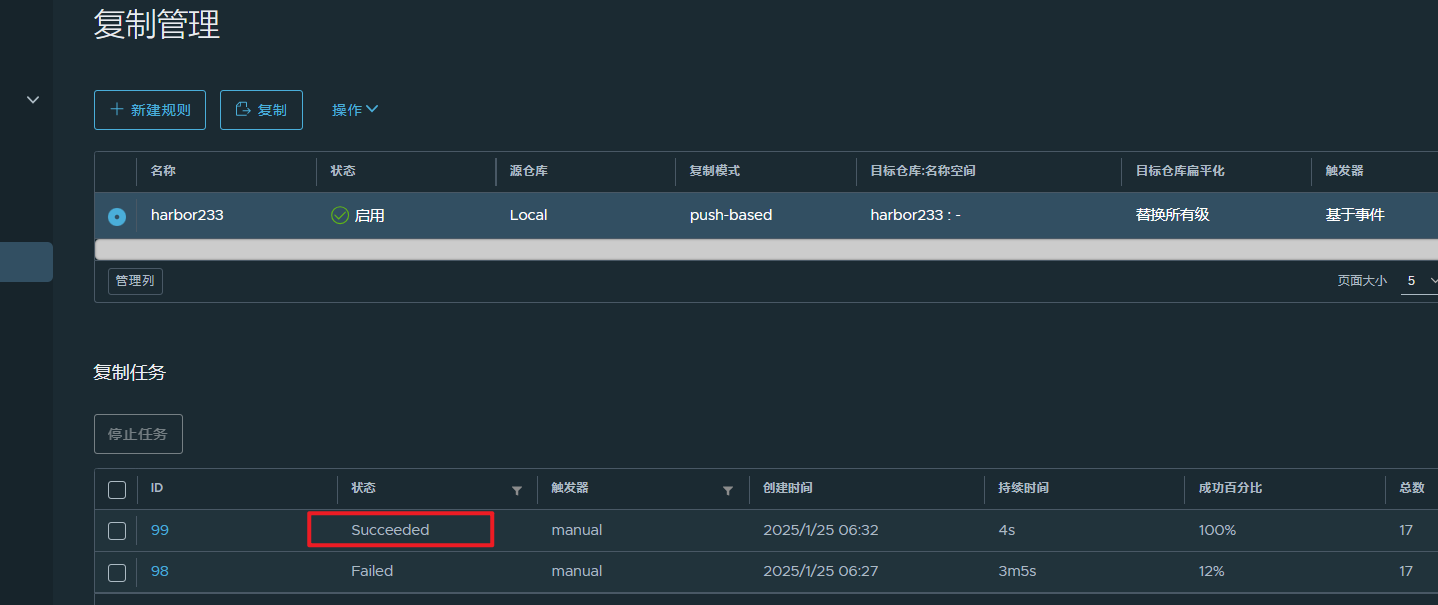 复制管理
新建规则 复制 操作
名称 状态 源仓库 复制模式 目标仓库:名称空间 目标仓库扁平化 触发器
harbor233 启用 Local push-based harbor233 : - 替换所有级 基于事件
管理列 页面大小 5
复制任务
停止任务
ID 状态 触发器 创建时间 持续时间 成功百分比 总数
99 Succeeded manual 2025/1/25 06:32 4s 100% 17
98 Failed manual 2025/1/25 06:27 3m5s 12% 17